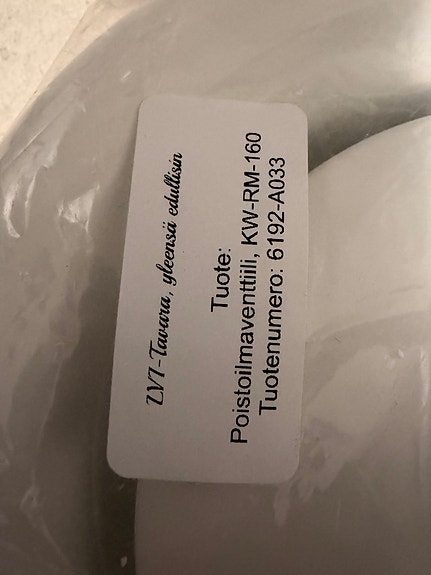 LVI-Tavara, yleensä edullisin
Tuote:
Poistoilmaventtiili, KW-RM-160
Tuotenumero: 6192-A033